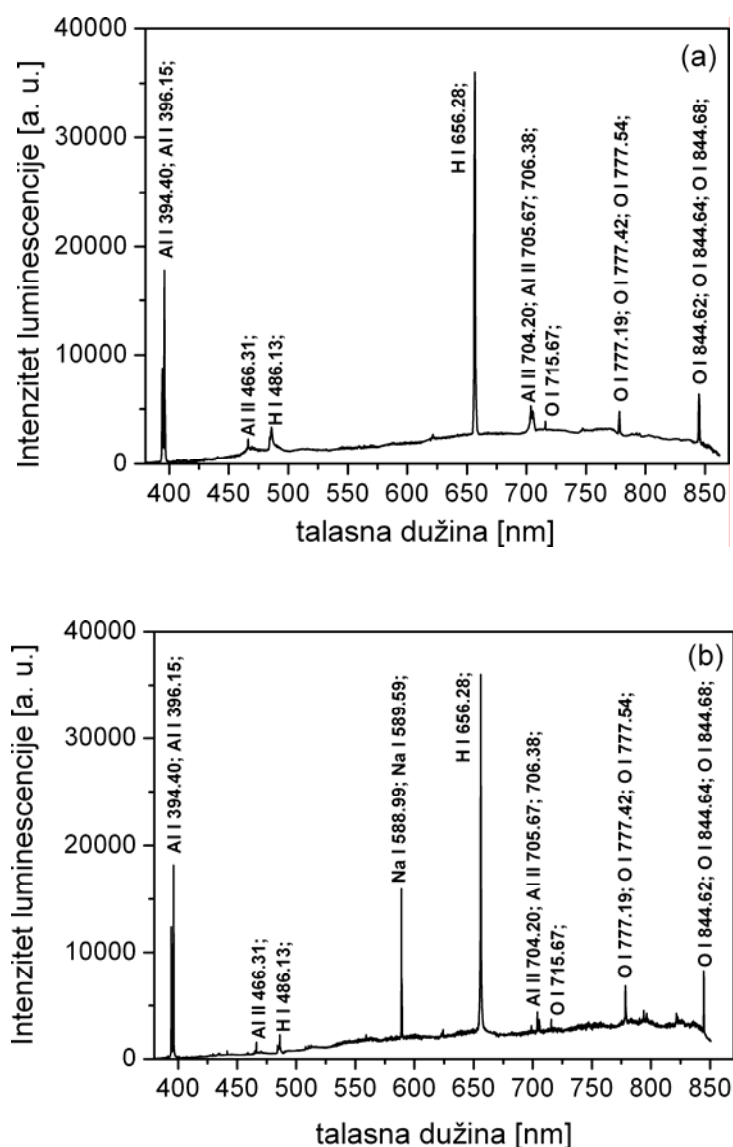 (a)
Intenzitet luminescencije [a. u.]
40000
30000
20000
10000
0
Al I 394.40; Al I 396.15;
Al II 466.31;
H I 486.13;
H I 656.28;
Al II 704.20; Al II 705.67; 706.38;
O I 715.67;
O I 777.19; O I 777.42; O I 777.54;
O I 844.62; O I 844.64; O I 844.68;
400 450 500 550 600 650 700 750 800 850
talasna dužina [nm]
(b)
Intenzitet luminescencije [a. u.]
40000
30000
20000
10000
0
Al I 394.40; Al I 396.15;
Al II 466.31;
H I 486.13;
Na I 588.99; Na I 589.59;
H I 656.28;
Al II 704.20; Al II 705.67; 706.38;
O I 715.67;
O I 777.19; O I 777.42; O I 777.54;
O I 844.62; O I 844.64; O I 844.68;
400 450 500 550 600 650 700 750 800 850
talasna dužina [nm]